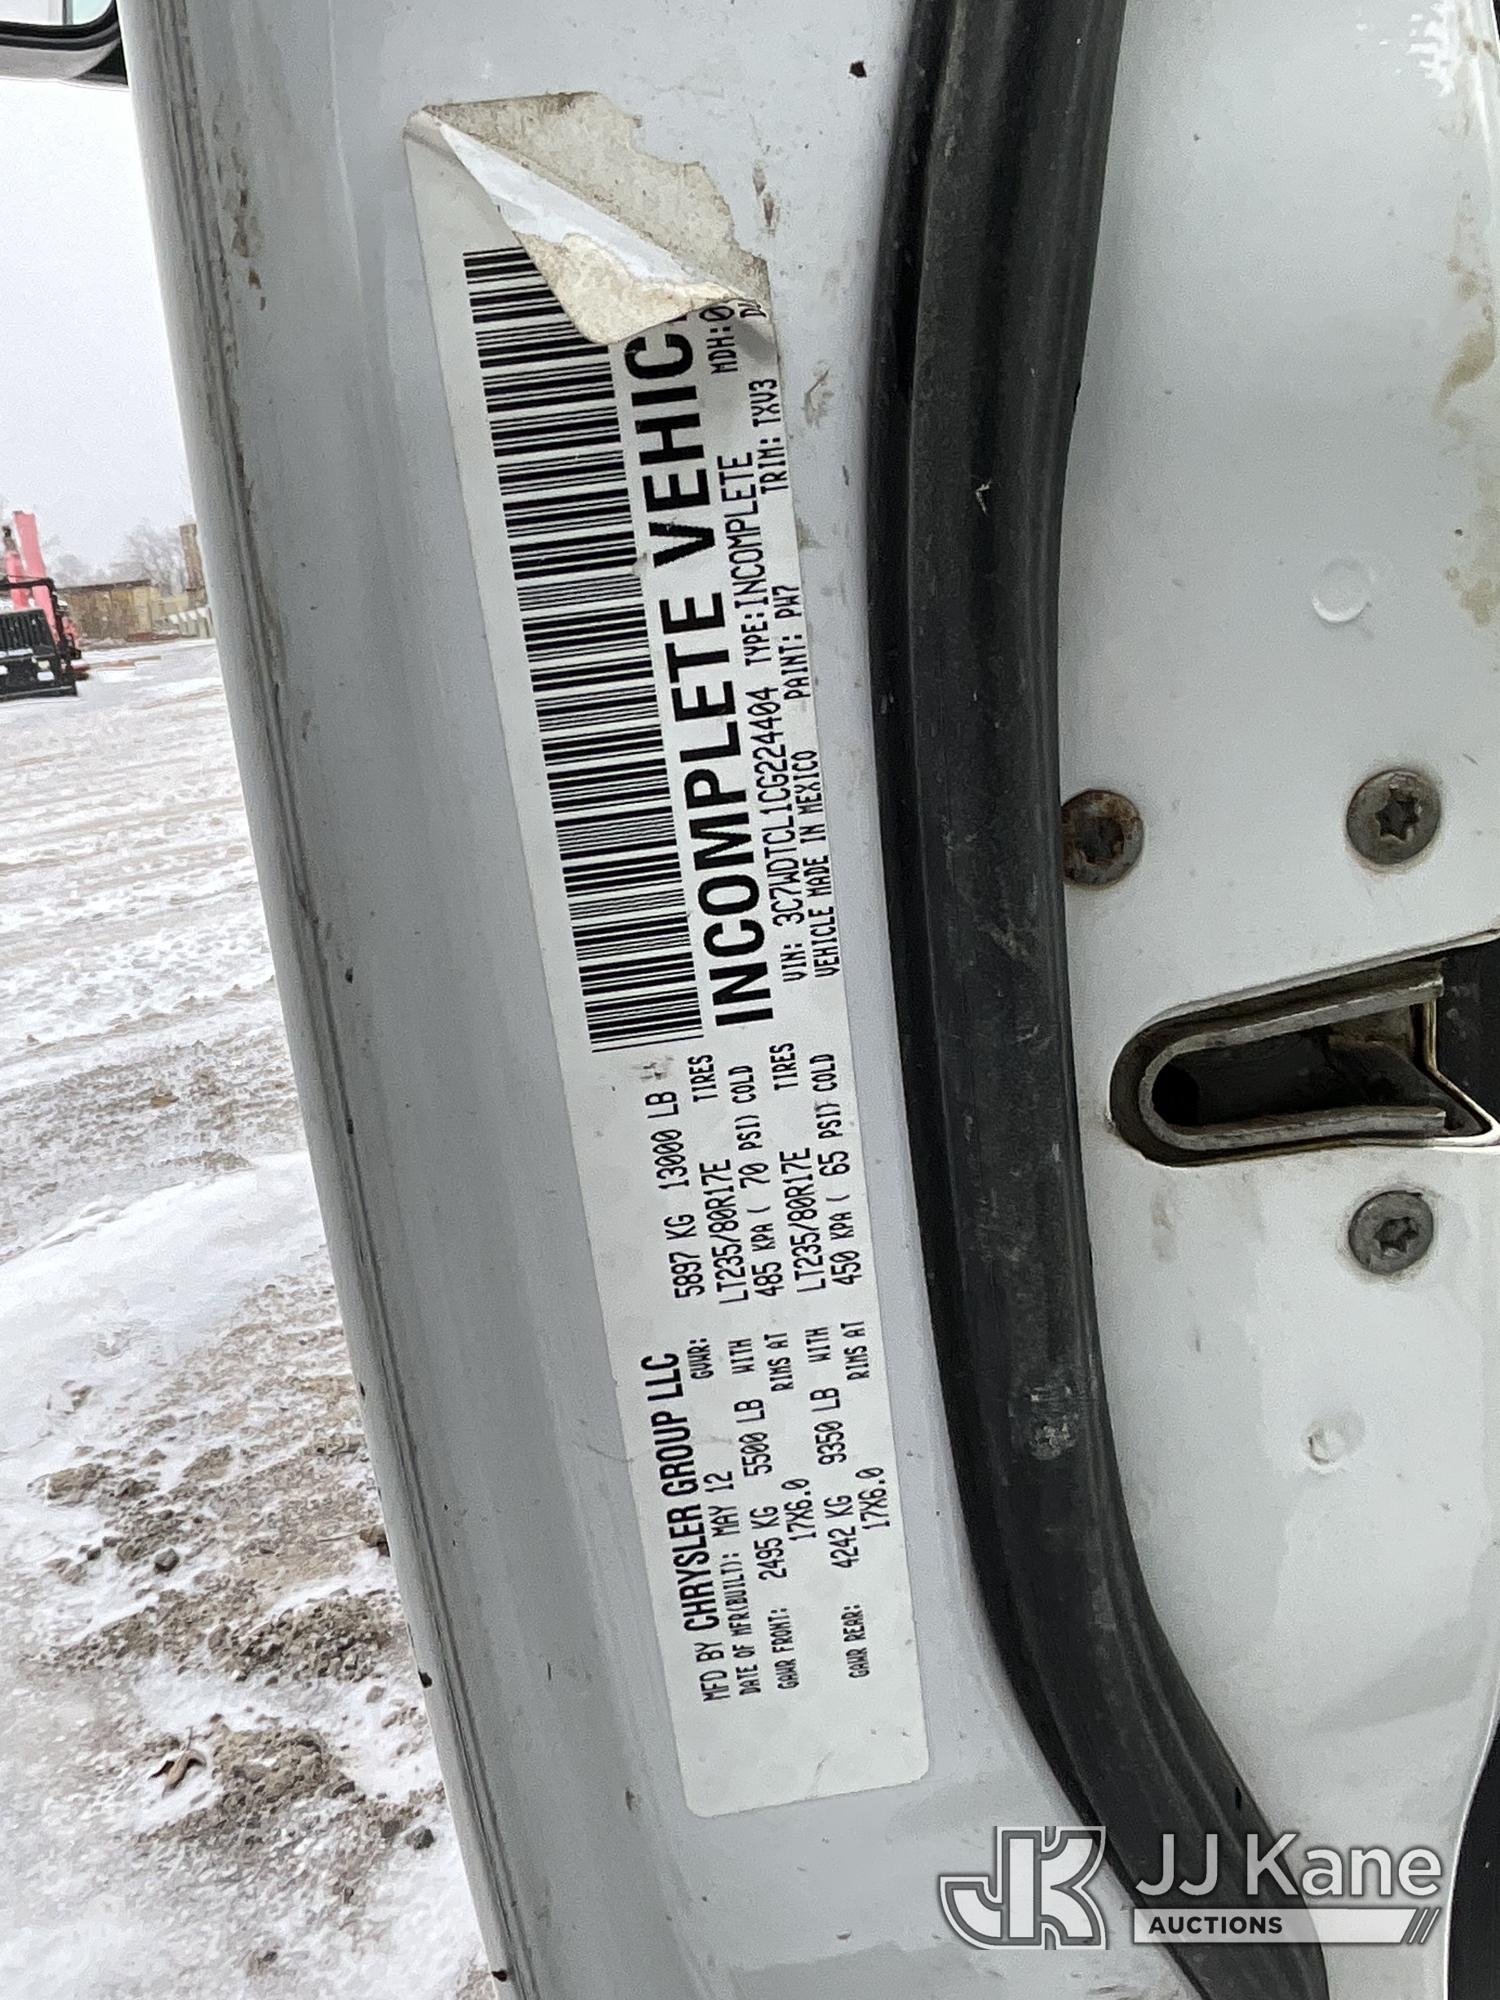 MFD BY CHRYSLER GROUP LLC
DATE OF MFR(BUILT): MAY 12 GVWR: 5897 KG 13000 LB
GAWR FRONT: 2495 KG 5500 LB WITH LT235/80R17E TIRES
17X6.0 RIMS AT 485 KPA ( 70 PSI) COLD
GAWR REAR: 4242 KG 9350 LB WITH LT235/80R17E TIRES
17X6.0 RIMS AT 450 KPA ( 65 PSI) COLD
INCOMPLETE VEHIC
MDH:0
VIN: 3C7WDTCL1CG224404 TYPE:INCOMPLETE
VEHICLE MADE IN MEXICO PAINT: PW7 TRIM: TXV3
JK JJ Kane
AUCTIONS